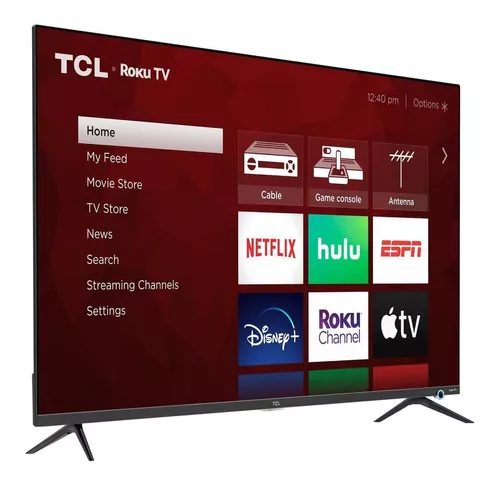 TCL • Roku TV
12:40 pm | Options
Home
My Feed
Movie Store
TV Store
News
Search
Streaming Channels
Settings
Cable
Game console
Antenna
NETFLIX
hulu
ESPN
Disney+
Roku
Channel
tv
TCL